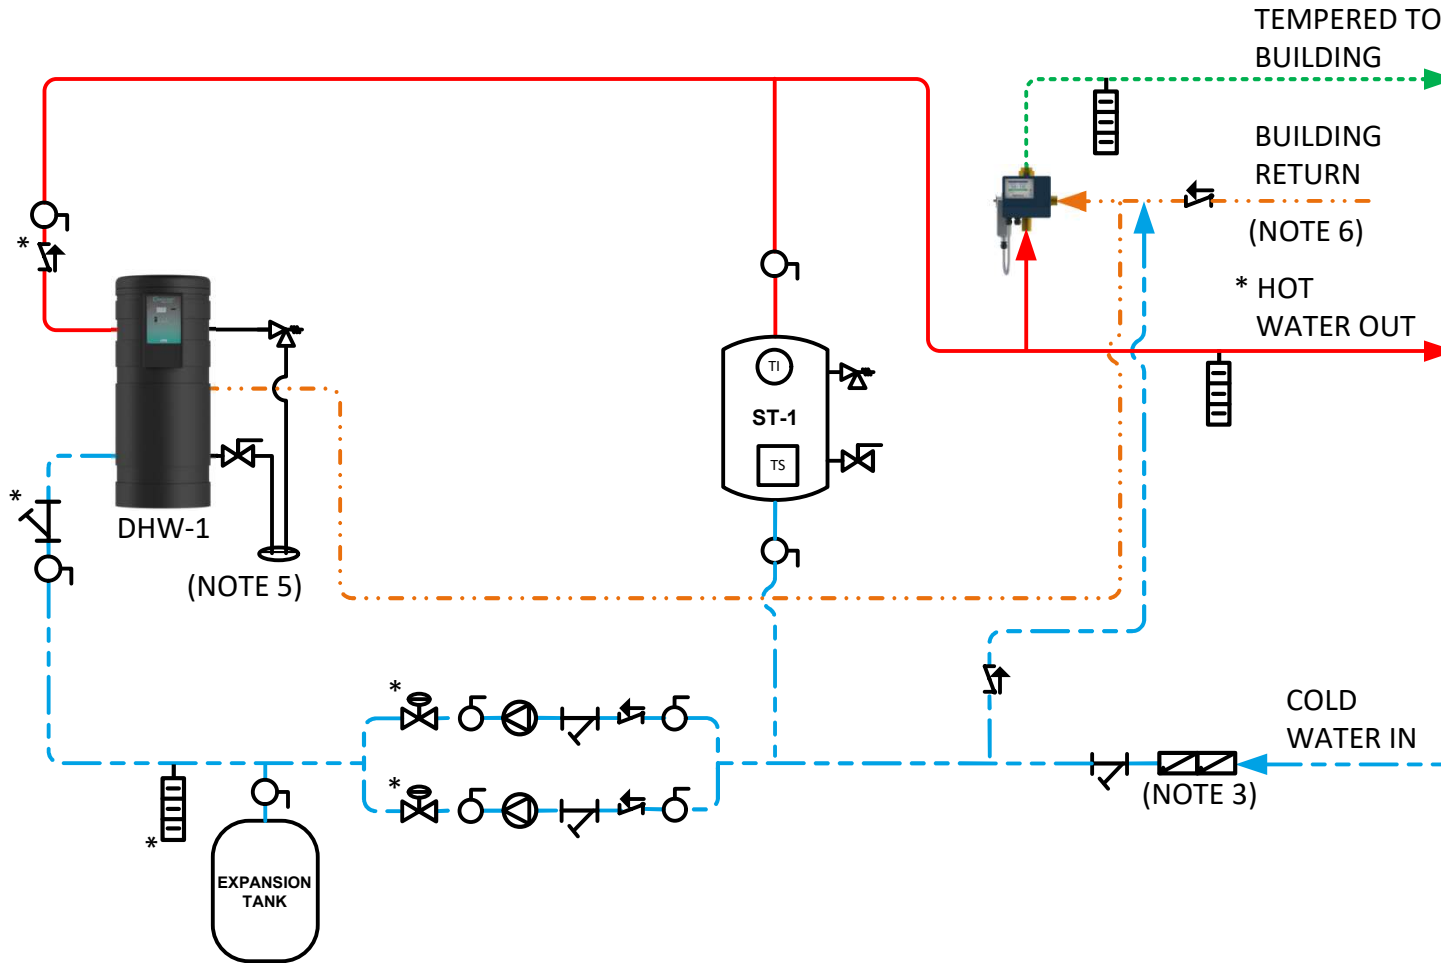 TEMPERED TO
BUILDING
BUILDING
RETURN
(NOTE 6)
* HOT
WATER OUT
*
TI
ST-1
TS
*
DHW-1
(NOTE 5)
*
COLD
WATER IN
(NOTE 3)
*
*
EXPANSION
TANK